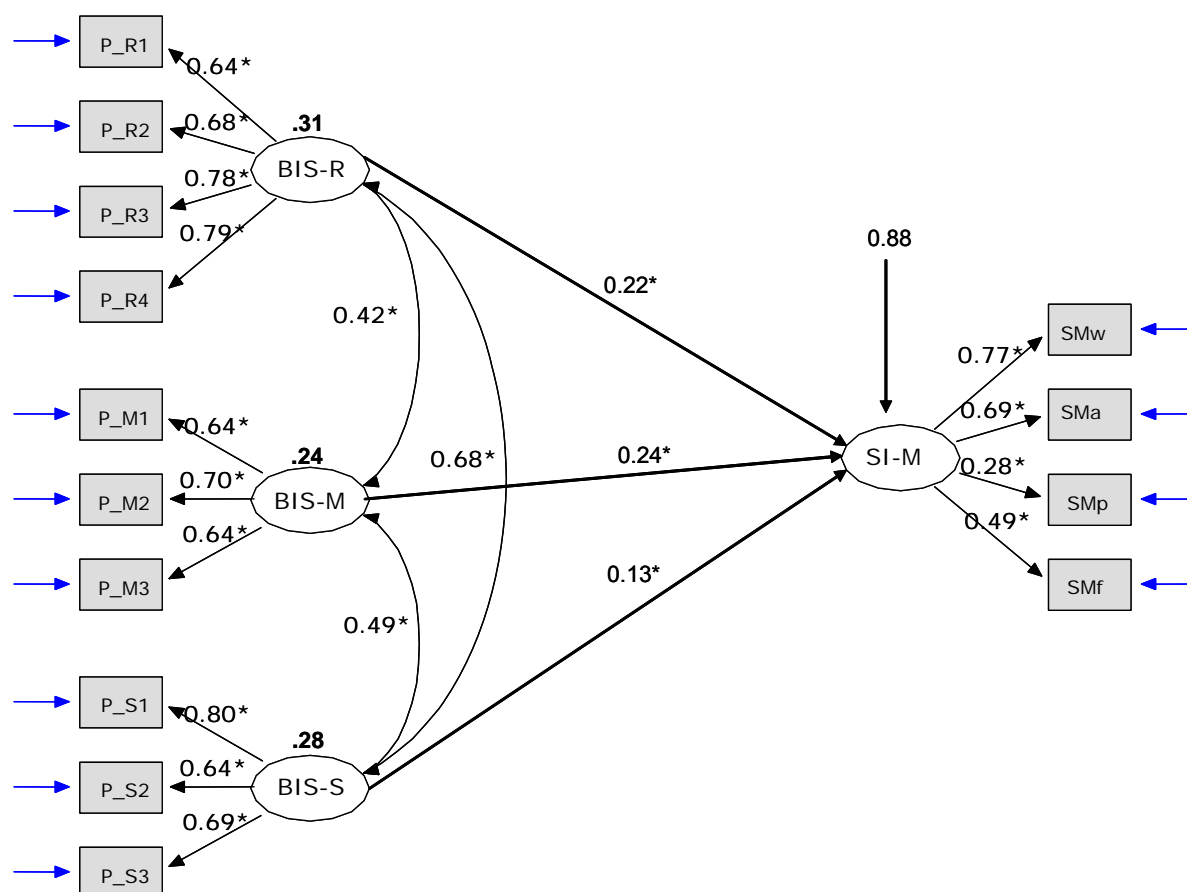 P_R1
0.64*
P_R2
0.68*
.31
BIS-R
P_R3
0.78*
P_R4
0.79*
0.42*
0.22*
0.88
P_M1
0.64*
P_M2
0.70*
.24
BIS-M
P_M3
0.64*
0.68*
0.24*
SI-M
0.77*
SMw
0.69*
SMa
0.28*
SMp
0.49*
SMf
0.49*
0.13*
P_S1
0.80*
P_S2
0.64*
.28
BIS-S
P_S3
0.69*